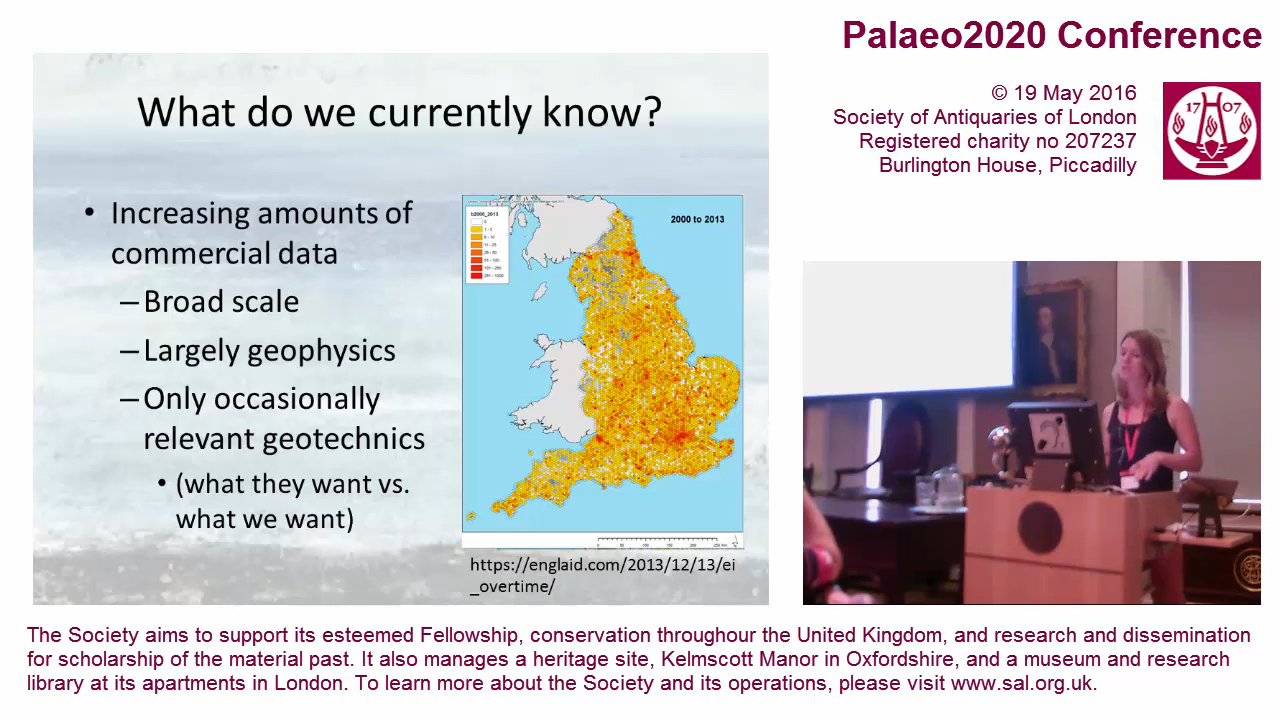 Palaeo2020 Conference
© 19 May 2016
Society of Antiquaries of London
Registered charity no 207237
Burlington House, Piccadilly
17 07
What do we currently know?
• Increasing amounts of
commercial data
–Broad scale
–Largely geophysics
–Only occasionally
relevant geotechnics
• (what they want vs.
what we want)
2000 to 2013
b2000_2013
https://englaid.com/2013/12/13/ei
_overtime/
The Society aims to support its esteemed Fellowship, conservation throughour the United Kingdom, and research and dissemination
for scholarship of the material past. It also manages a heritage site, Kelmscott Manor in Oxfordshire, and a museum and research
library at its apartments in London. To learn more about the Society and its operations, please visit www.sal.org.uk.